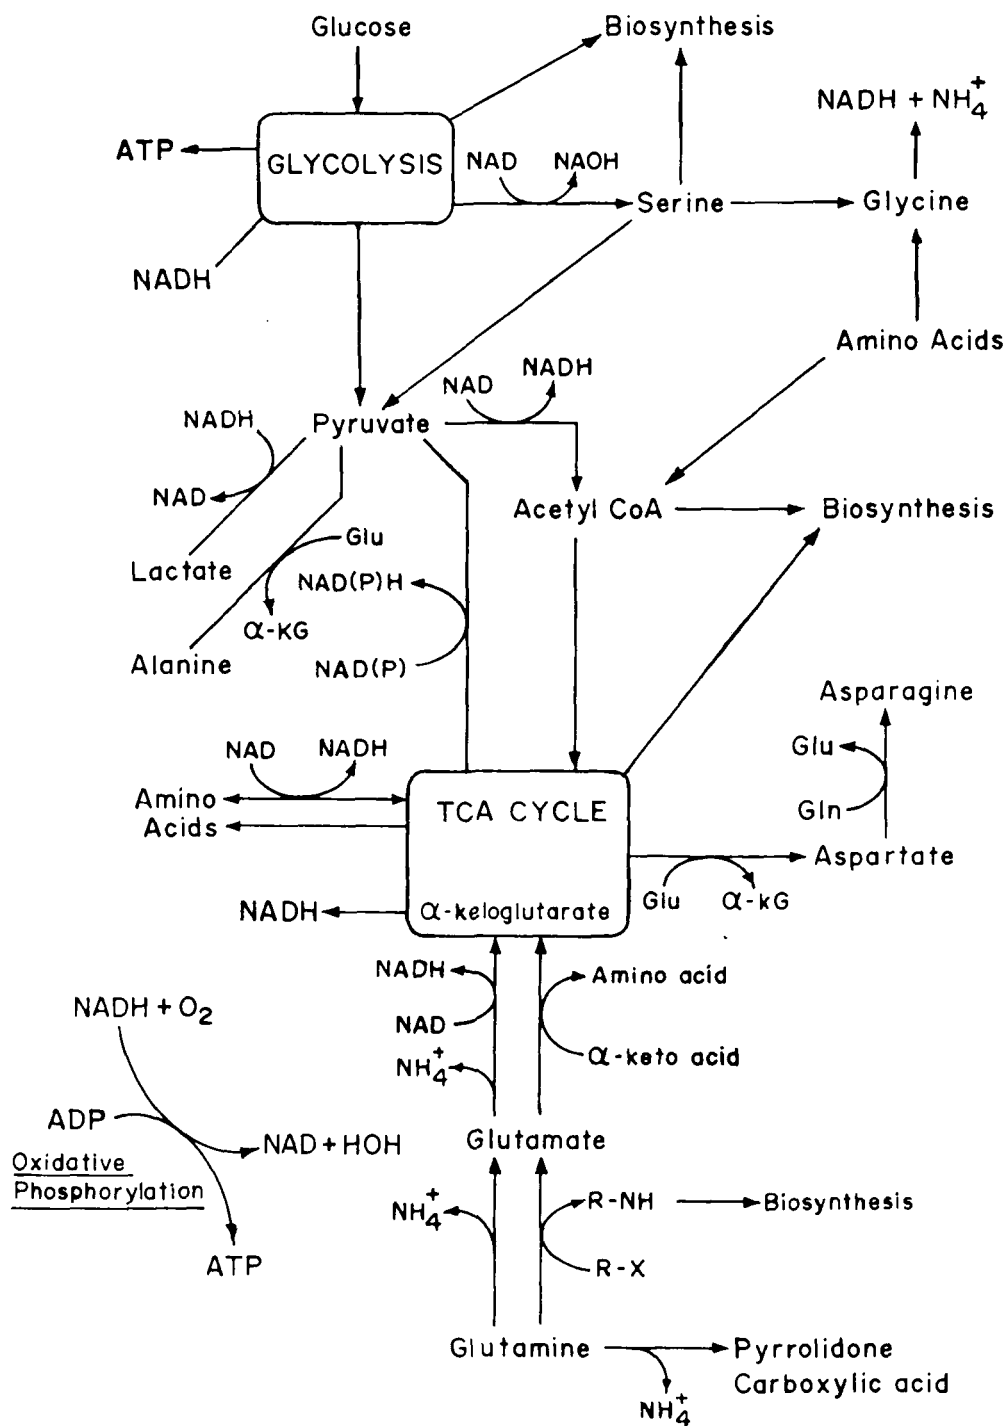 Glucose
Biosynthesis
NADH + NH₄⁺
ATP
GLYCOLYSIS
NAD
NAOH
Serine
Glycine
NADH
Amino Acids
NAD
NADH
NADH
Pyruvate
NAD
Acetyl CoA
Biosynthesis
Glu
Lactate
NAD(P)H
α-KG
Alanine
NAD(P)
Asparagine
NAD
NADH
Glu
Amino
Acids
TCA CYCLE
Gln
Aspartate
Glu
α-kG
NADH
α-keloglutarate
NADH
Amino acid
NADH + O₂
NAD
α-keto acid
NH₄⁺
ADP
NAD + HOH
Glutamate
Oxidative
Phosphorylation
NH₄⁺
R-NH
Biosynthesis
ATP
R-X
Glutamine
Pyrrolidone
Carboxylic acid
NH₄⁺